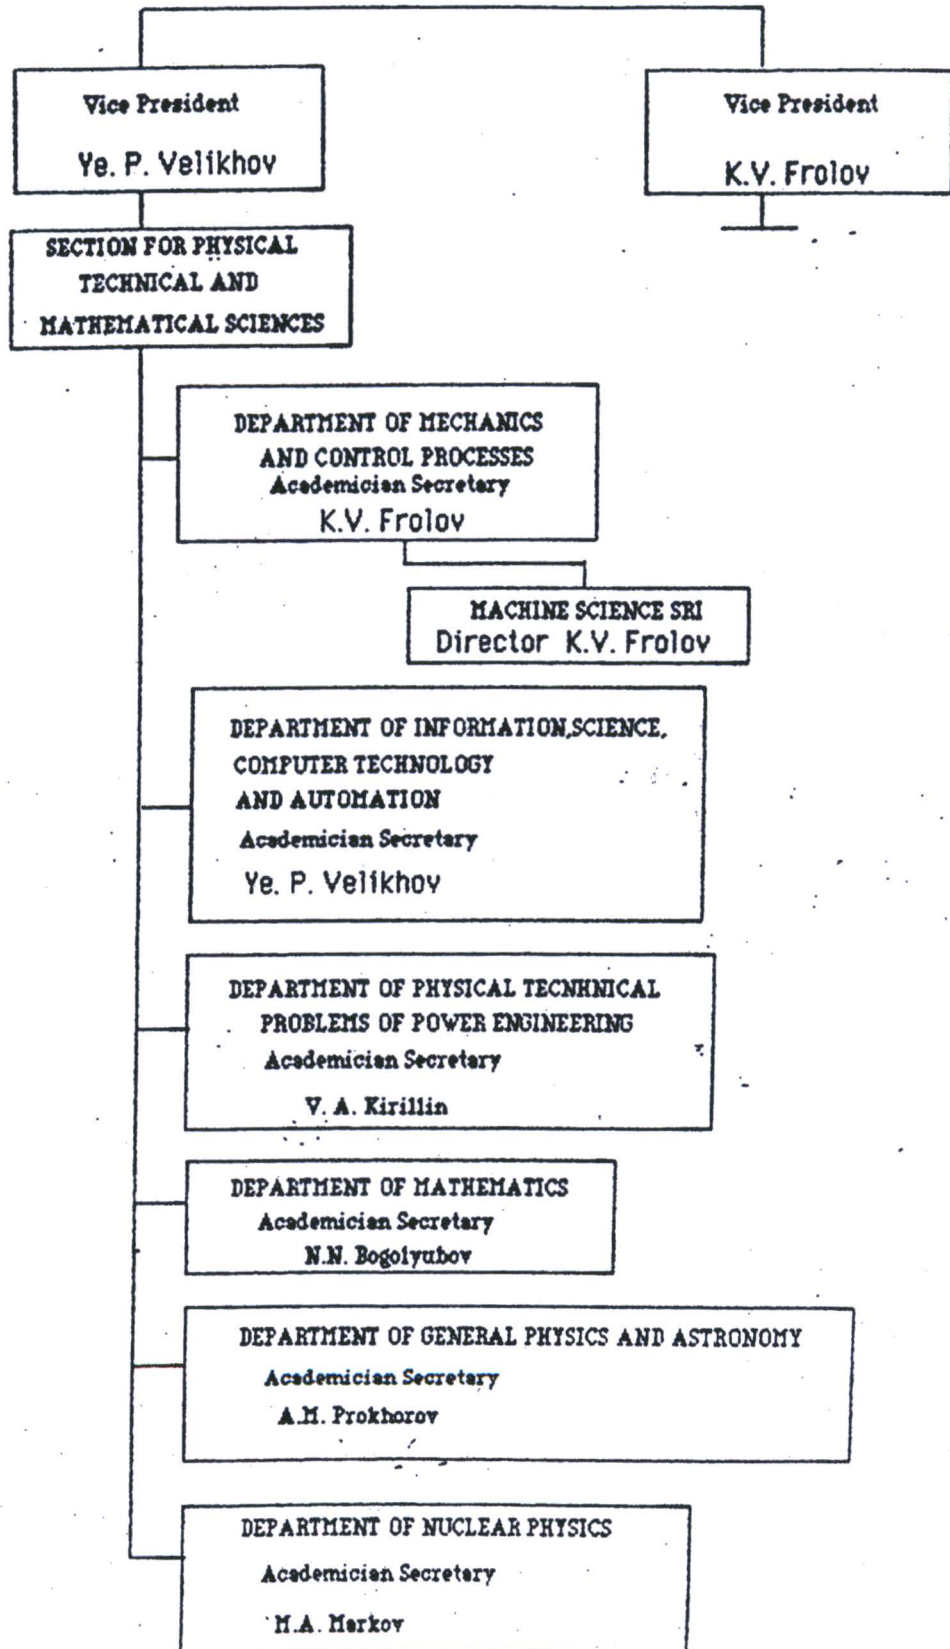 Vice President
Ye. P. Velikhov
Vice President
K.V. Frolov
SECTION FOR PHYSICAL
TECHNICAL AND
MATHEMATICAL SCIENCES
DEPARTMENT OF MECHANICS
AND CONTROL PROCESSES
Academician Secretary
K.V. Frolov
MACHINE SCIENCE SRI
Director K.V. Frolov
DEPARTMENT OF INFORMATION,SCIENCE,
COMPUTER TECHNOLOGY
AND AUTOMATION
Academician Secretary
Ye. P. Velikhov
DEPARTMENT OF PHYSICAL TECNHNICAL
PROBLEMS OF POWER ENGINEERING
Academician Secretary
V. A. Kirillin
DEPARTMENT OF MATHEMATICS
Academician Secretary
N.N. Bogolyubov
DEPARTMENT OF GENERAL PHYSICS AND ASTRONOMY
Academician Secretary
A.M. Prokhorov
DEPARTMENT OF NUCLEAR PHYSICS
Academician Secretary
M.A. Markov